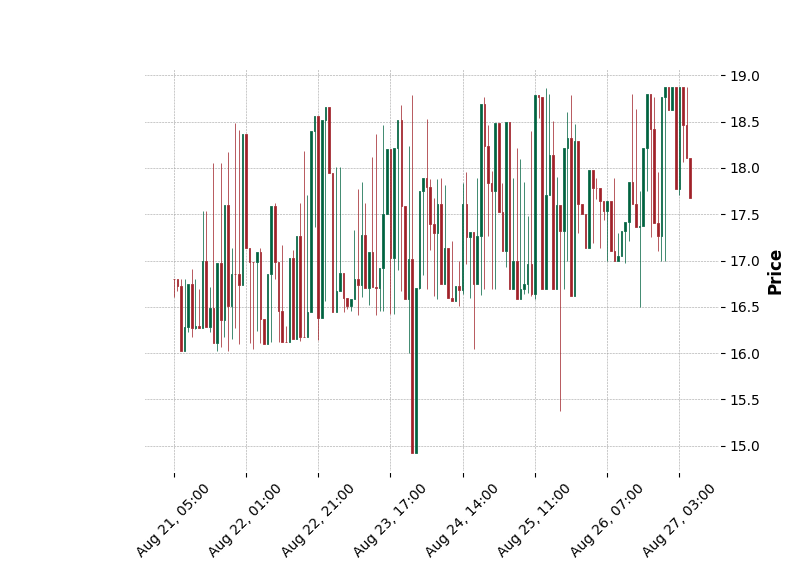 19.0
18.5
18.0
17.5
17.0
16.5
16.0
15.5
15.0
Price
Aug 21, 05:00
Aug 22, 01:00
Aug 22, 21:00
Aug 23, 17:00
Aug 24, 14:00
Aug 25, 11:00
Aug 26, 07:00
Aug 27, 03:00